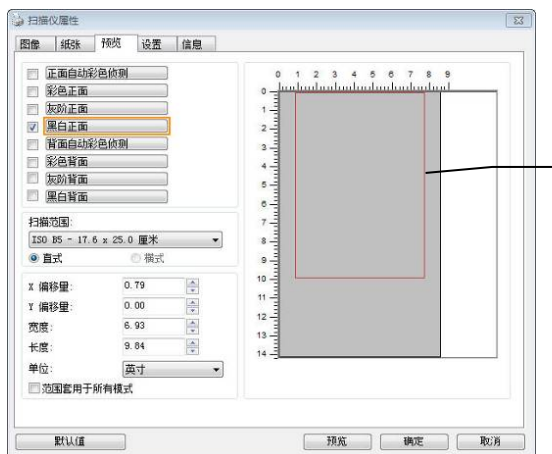 扫描仪属性
图像 纸张 预览 设置 信息
正面自动彩色侦测
彩色正面
灰阶正面
黑白正面
背面自动彩色侦测
彩色背面
灰阶背面
黑白背面
扫描范围:
ISO B5 - 17.6 x 25.0 厘米
直式 横式
X 偏移量: 0.79
Y 偏移量: 0.00
宽度: 6.93
长度: 9.84
单位: 英寸
范围套用于所有模式
0 1 2 3 4 5 6 7 8 9
0
1
2
3
4
5
6
7
8
9
10
11
12
13
14
默认值 预览 确定 取消